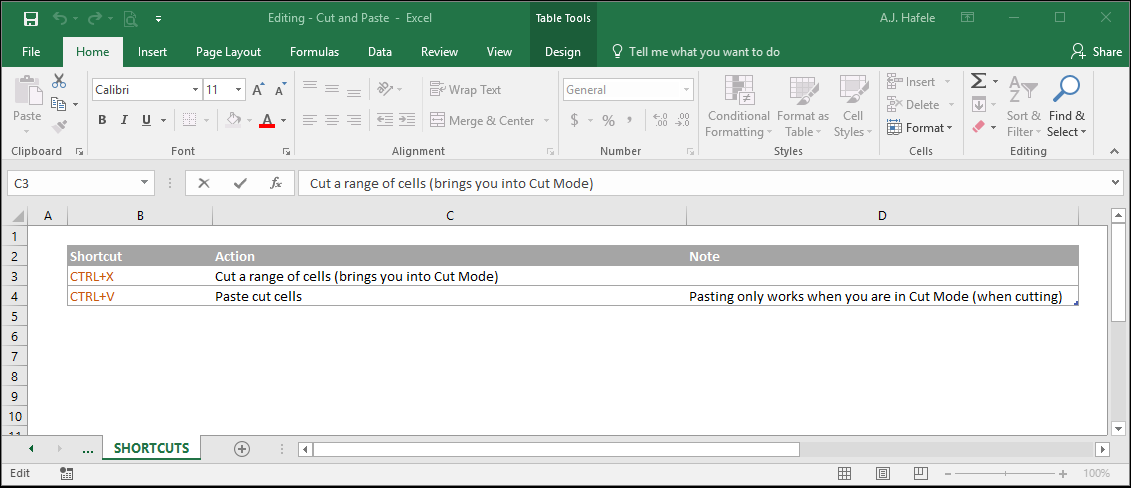 Editing - Cut and Paste - Excel
Table Tools
A.J. Hafele
File Home Insert Page Layout Formulas Data Review View Design Tell me what you want to do Share
Calibri 11 A A Wrap Text General Insert
Paste B I U A Merge & Center $ % , Conditional Formatting Format as Table Cell Styles Delete Sort & Filter Find & Select
Format
Clipboard Font Alignment Number Styles Cells Editing
C3 fx Cut a range of cells (brings you into Cut Mode)
A B C D
1
2 Shortcut Action Note
3 CTRL+X Cut a range of cells (brings you into Cut Mode)
4 CTRL+V Paste cut cells Pasting only works when you are in Cut Mode (when cutting)
5
6
7
8
9
10
11
... SHORTCUTS
Edit 100%